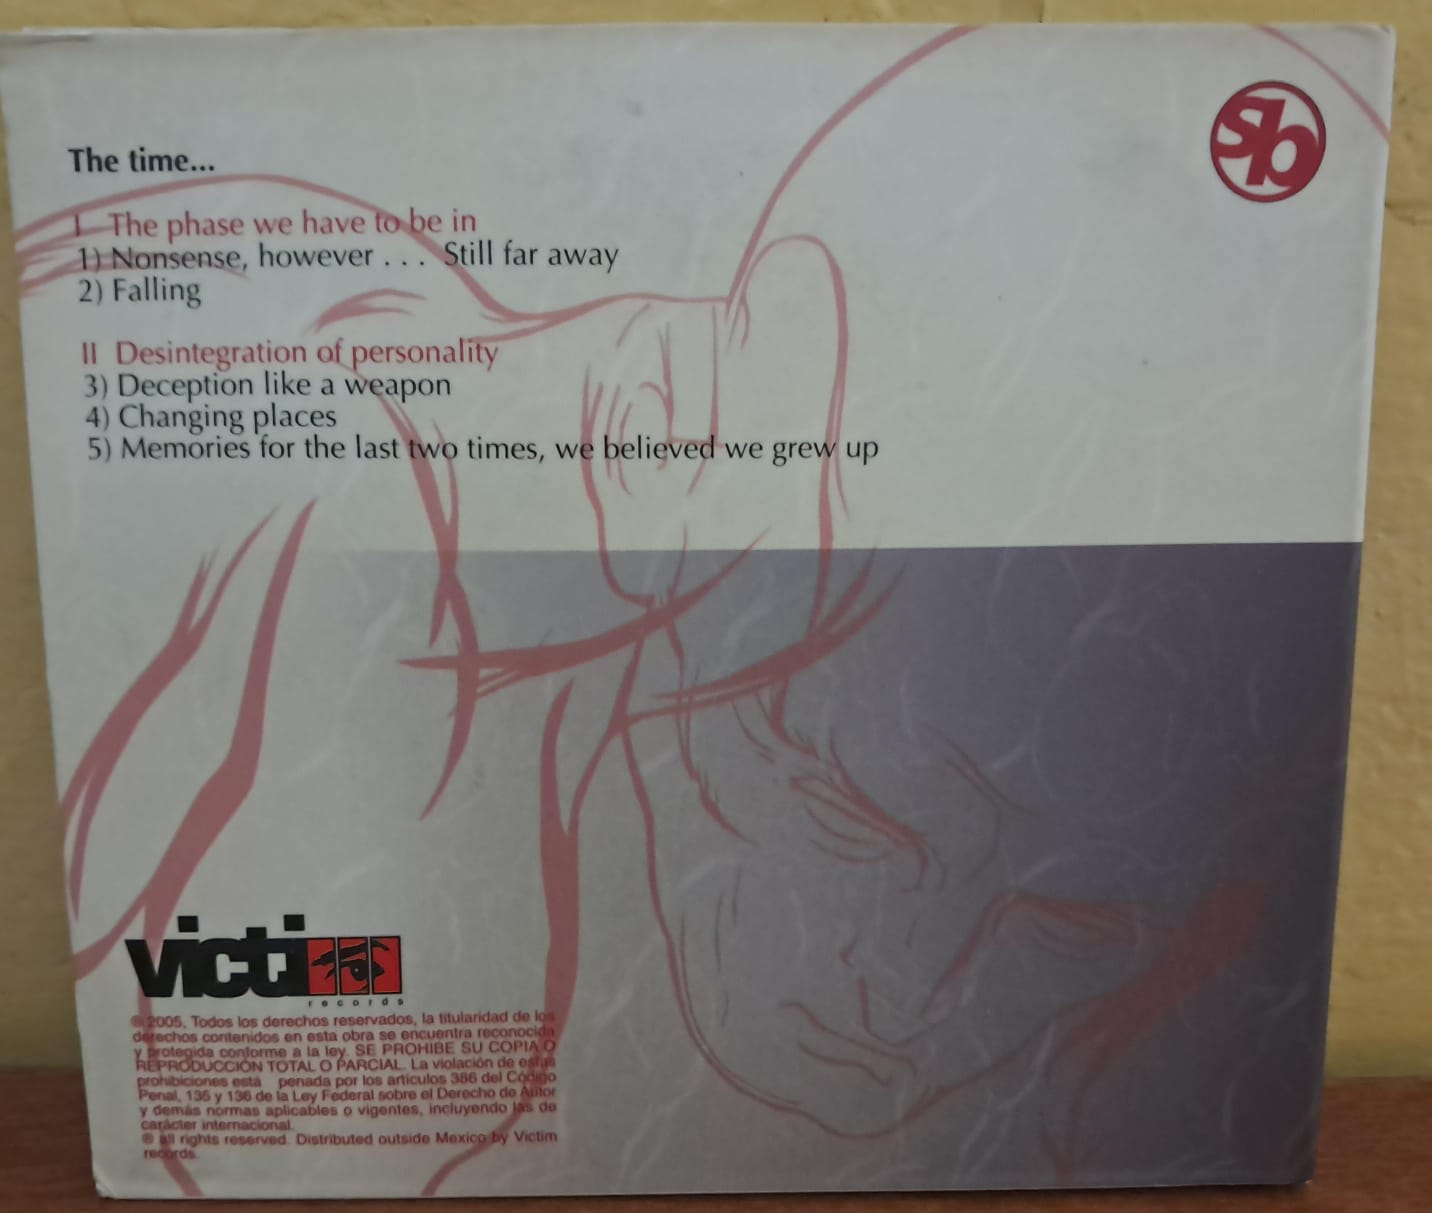 sb
The time...
I The phase we have to be in
1) Nonsense, however . . . Still far away
2) Falling
II Desintegration of personality
3) Deception like a weapon
4) Changing places
5) Memories for the last two times, we believed we grew up
victim
records
® 2005, Todos los derechos reservados, la titularidad de los
derechos contenidos en esta obra se encuentra reconocida
y protegida conforme a la ley. SE PROHIBE SU COPIA O
REPRODUCCIÓN TOTAL O PARCIAL. La violación de estas
prohibiciones está penada por los artículos 386 del Código
Penal, 135 y 136 de la Ley Federal sobre el Derecho de Autor
y demás normas aplicables o vigentes, incluyendo las de
carácter internacional.
® all rights reserved. Distributed outside Mexico by Victim
records.